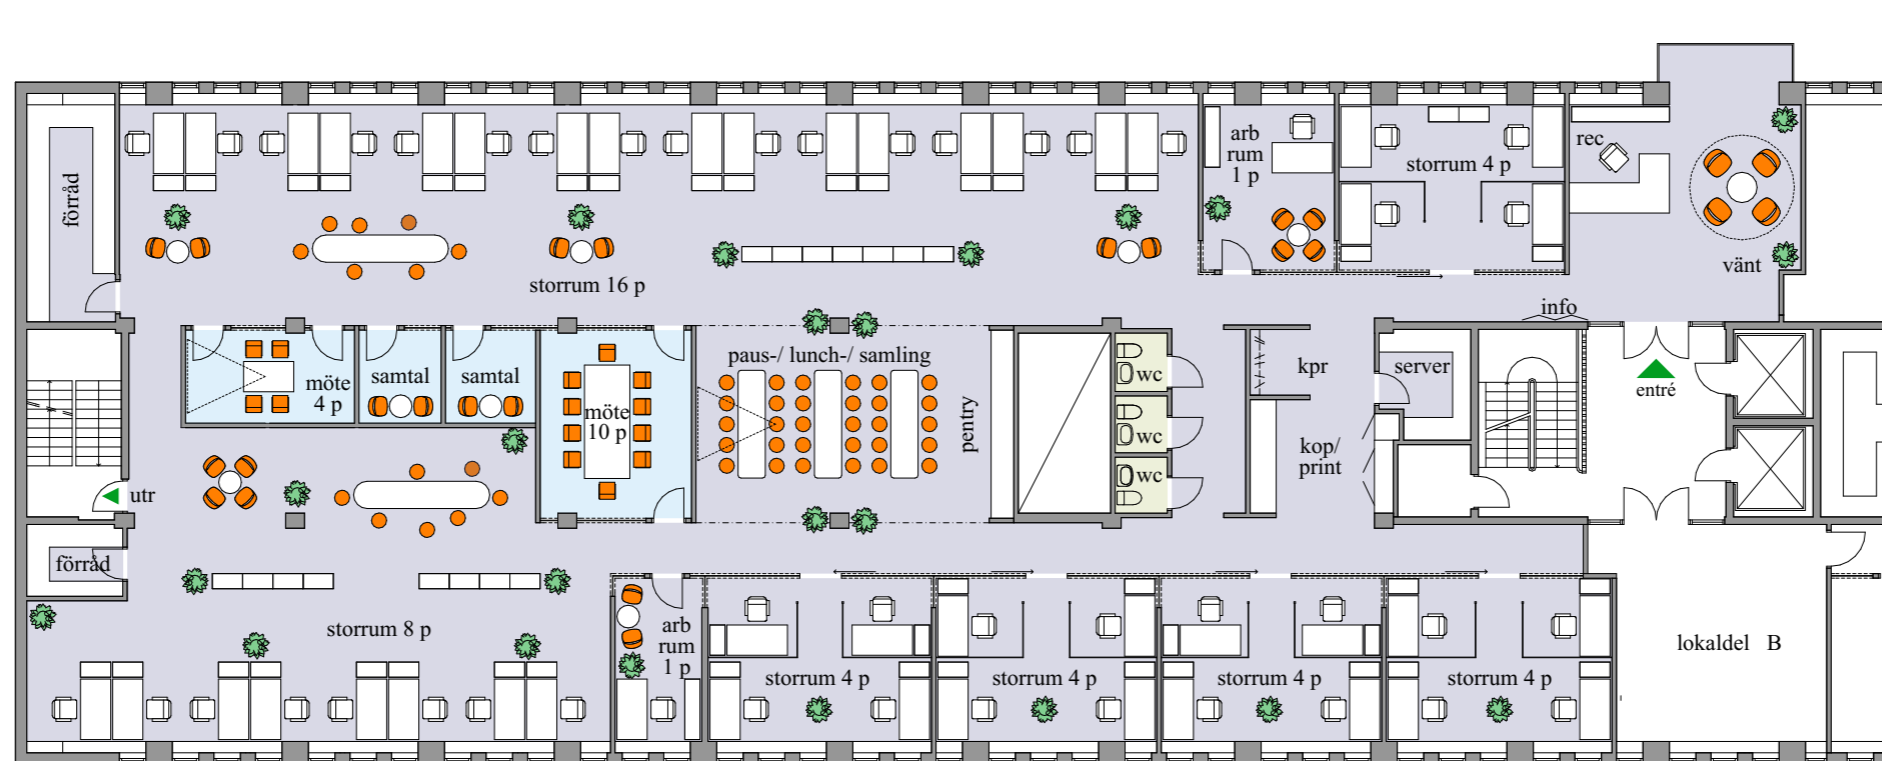 förråd
storrum 16 p
arb
rum
1 p
storrum 4 p
rec
vänt
info
entré
möte
4 p
samtal
samtal
möte
10 p
paus-/ lunch-/ samling
pentry
wc
wc
wc
kpr
kop/
print
server
utr
förråd
storrum 8 p
arb
rum
1 p
storrum 4 p
storrum 4 p
storrum 4 p
storrum 4 p
lokaldel B